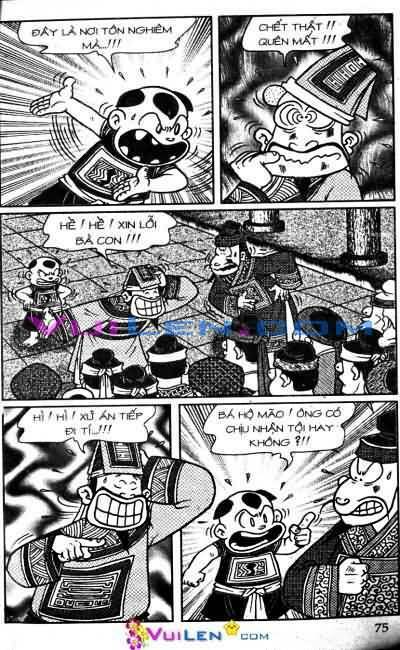 ĐÂY LÀ NƠI TÔN NGHIÊM
MÀ...!!!
CHẾT THẬT!!
QUÊN MẤT!!!
HỀ! HỀ! XIN LỖI
BÀ CON!!!
VuiLen.com
HÌ! HÌ! XỬ ÁN TIẾP
ĐI TÍ...!!!
BÁ HỘ MÃO! ÔNG CÓ
CHỊU NHẬN TỘI HAY
KHÔNG?!!
75
VuiLen.com